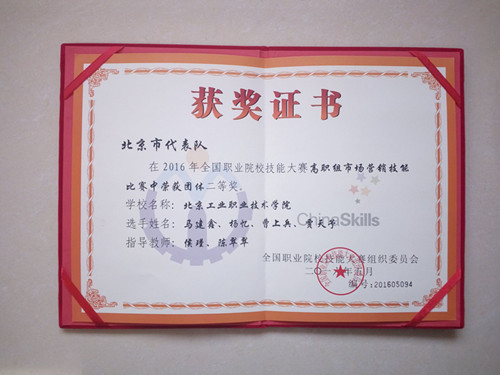 获奖证书
北京市代表队
在2016年全国职业院校技能大赛高职组市场营销技能
比赛中荣获团体二等奖。
学校名称：北京工业职业技术学院
选手姓名：马建鑫、杨忆、曹上兵、贾天宇
指导教师：侯瑾、陈翠翠
ChinaSkills
全国职业院校技能大赛组织委员会
二〇一六年五月
编号:201605094